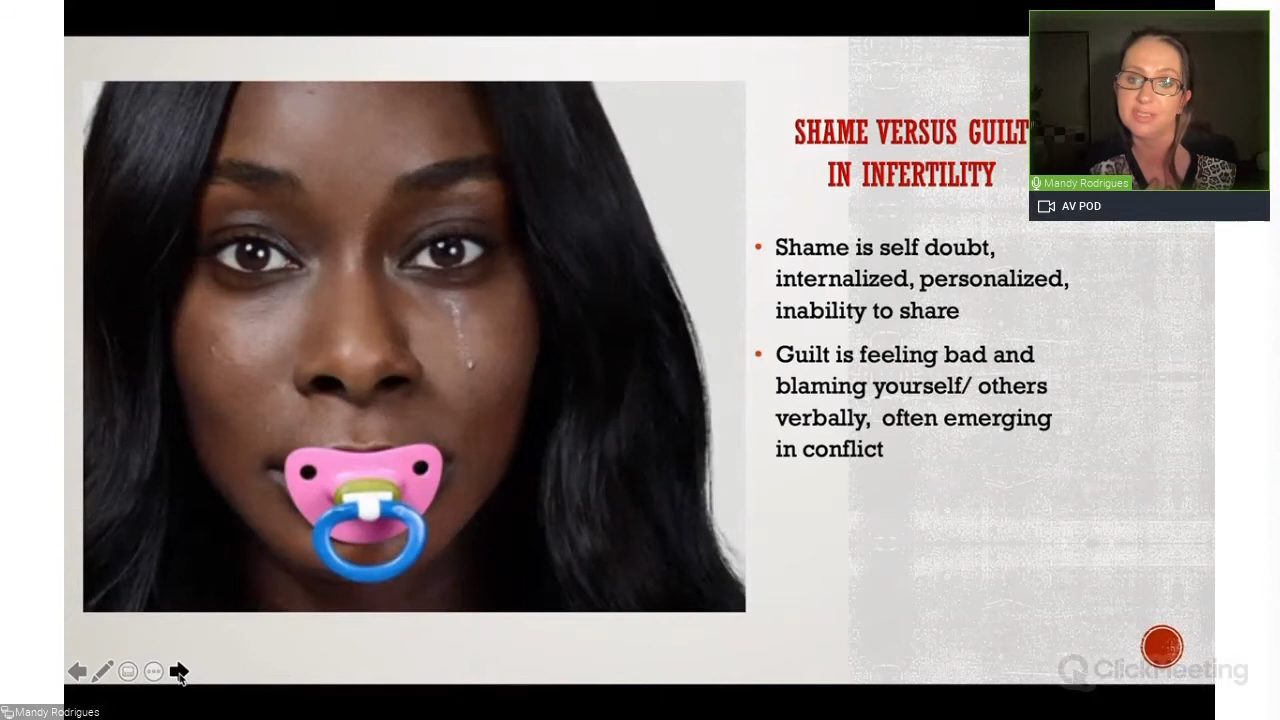 SHAME VERSUS GUILT
IN INFERTILITY
Mandy Rodrigues
AV POD
• Shame is self doubt,
internalized, personalized,
inability to share
• Guilt is feeling bad and
blaming yourself/ others
verbally, often emerging
in conflict
ClickMeeting
Mandy Rodrigues